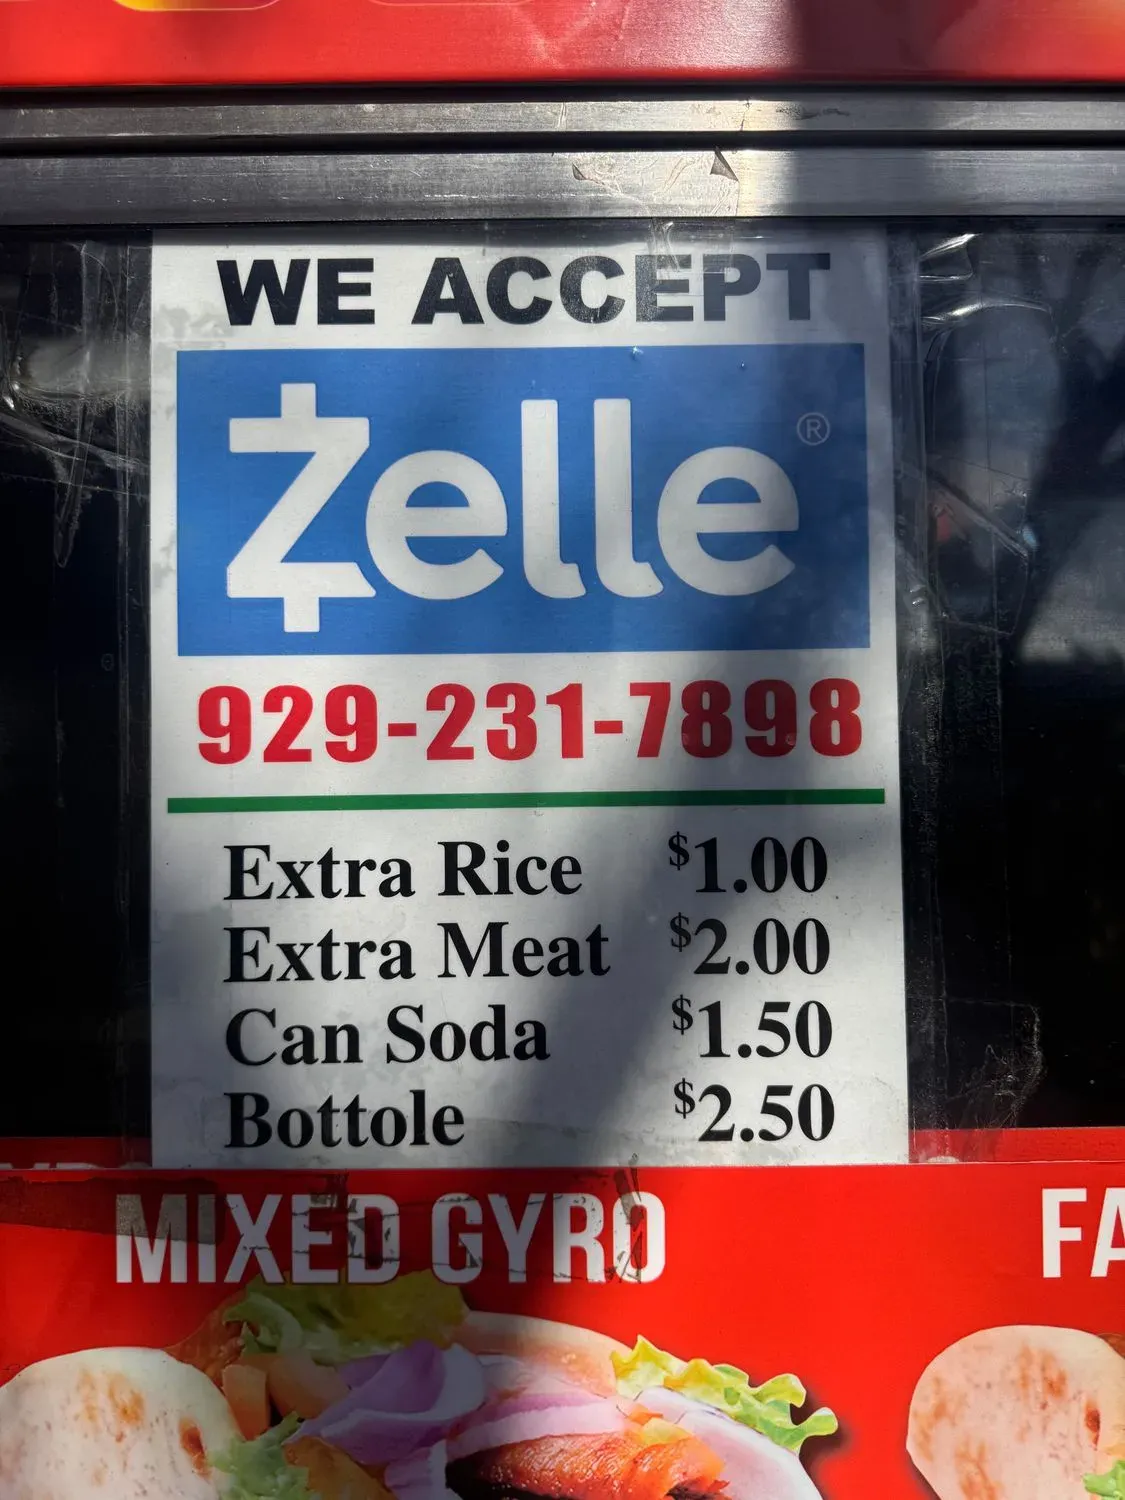 WE ACCEPT
Zelle®
929-231-7898
Extra Rice $1.00
Extra Meat $2.00
Can Soda $1.50
Bottole $2.50
MIXED GYRO
FA